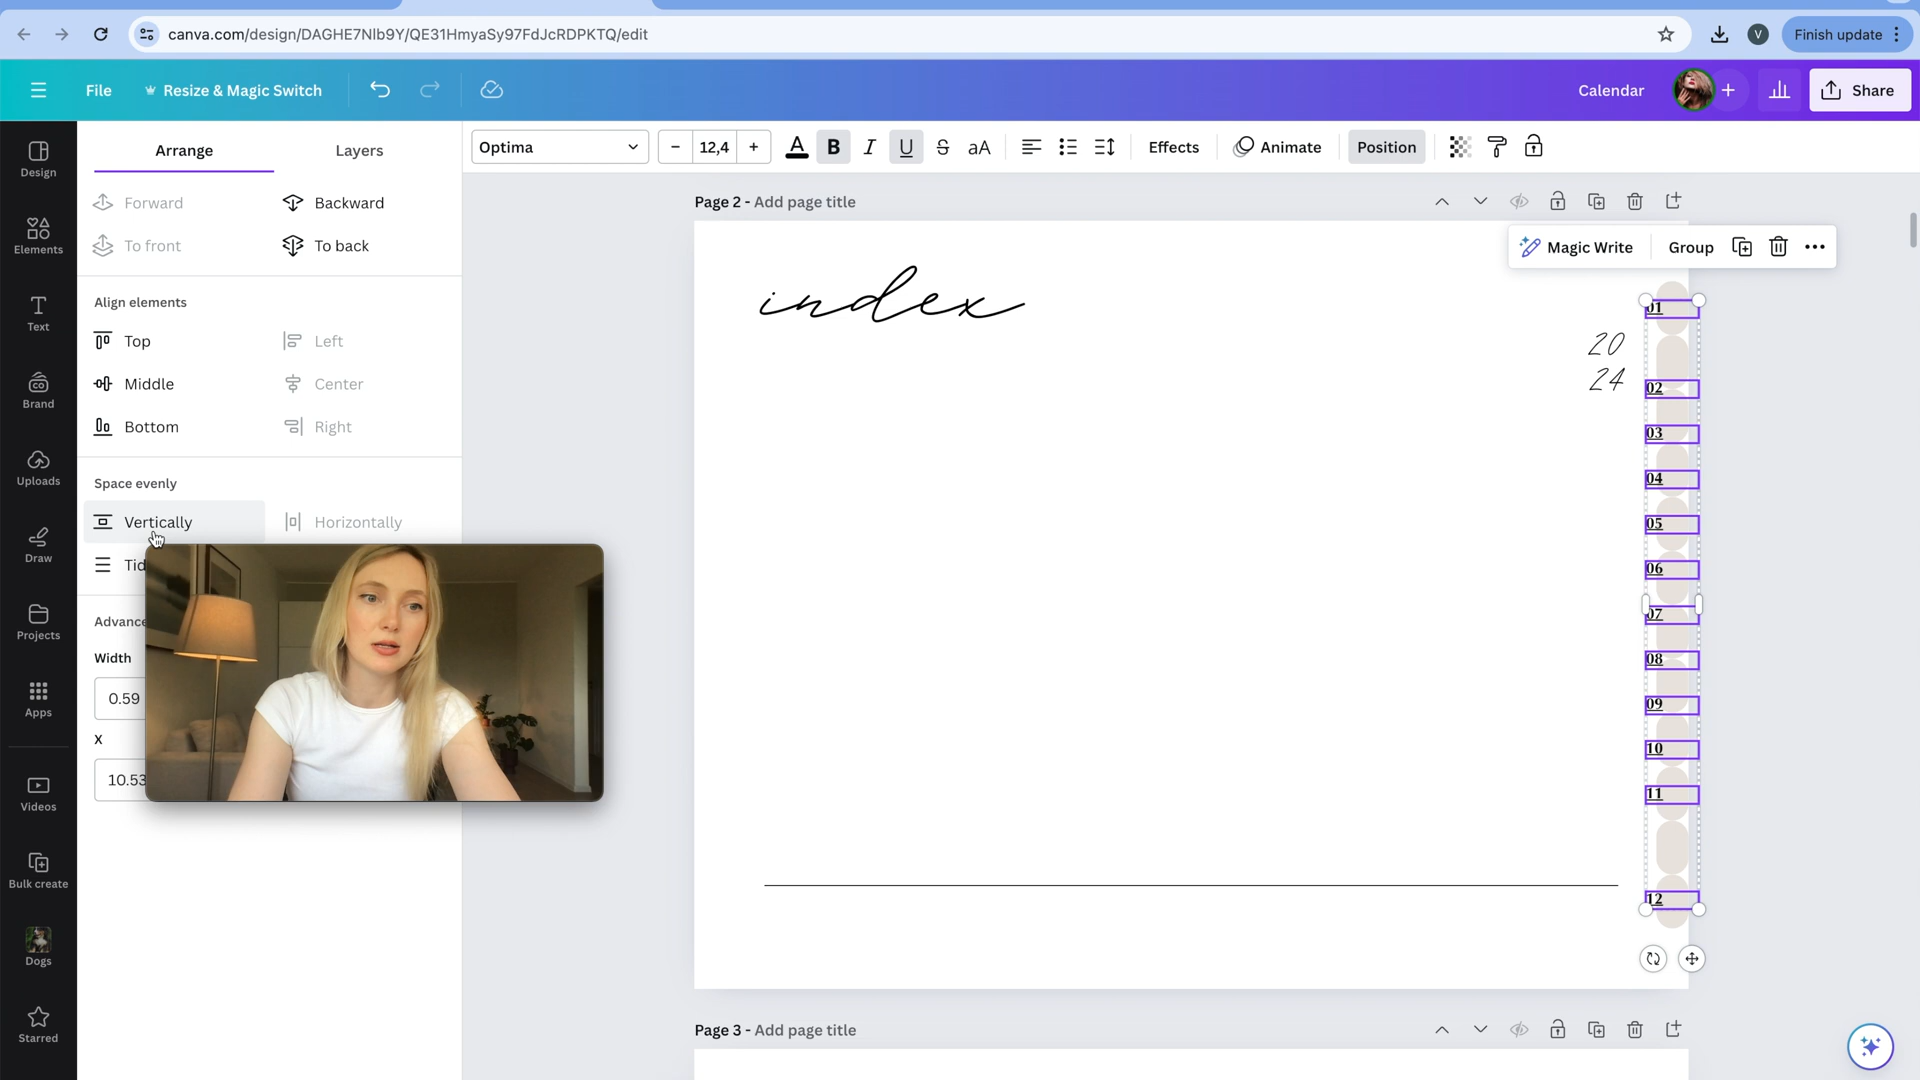 canva.com/design/DAGHE7Nlb9Y/QE31HmyaSy97FdJcRDPKTQ/edit
V
Finish update
File
Resize & Magic Switch
Calendar
Share
Design
Elements
Text
Brand
Uploads
Draw
Projects
Apps
Videos
Bulk create
Dogs
Starred
Arrange
Layers
Forward
Backward
To front
To back
Align elements
Top
Left
Middle
Center
Bottom
Right
Space evenly
Vertically
Horizontally
Tid
Advance
Width
0.59
X
10.53
Optima
12,4
A
B
I
U
S
aA
Effects
Animate
Position
Page 2 - Add page title
Magic Write
Group
index
20
24
01
02
03
04
05
06
07
08
09
10
11
12
Page 3 - Add page title